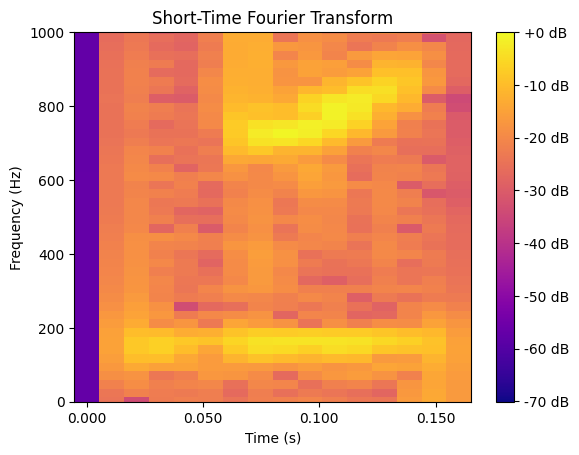 Short-Time Fourier Transform
1000
800
600
400
200
0
Frequency (Hz)
0.000
0.050
0.100
0.150
Time (s)
+0 dB
-10 dB
-20 dB
-30 dB
-40 dB
-50 dB
-60 dB
-70 dB